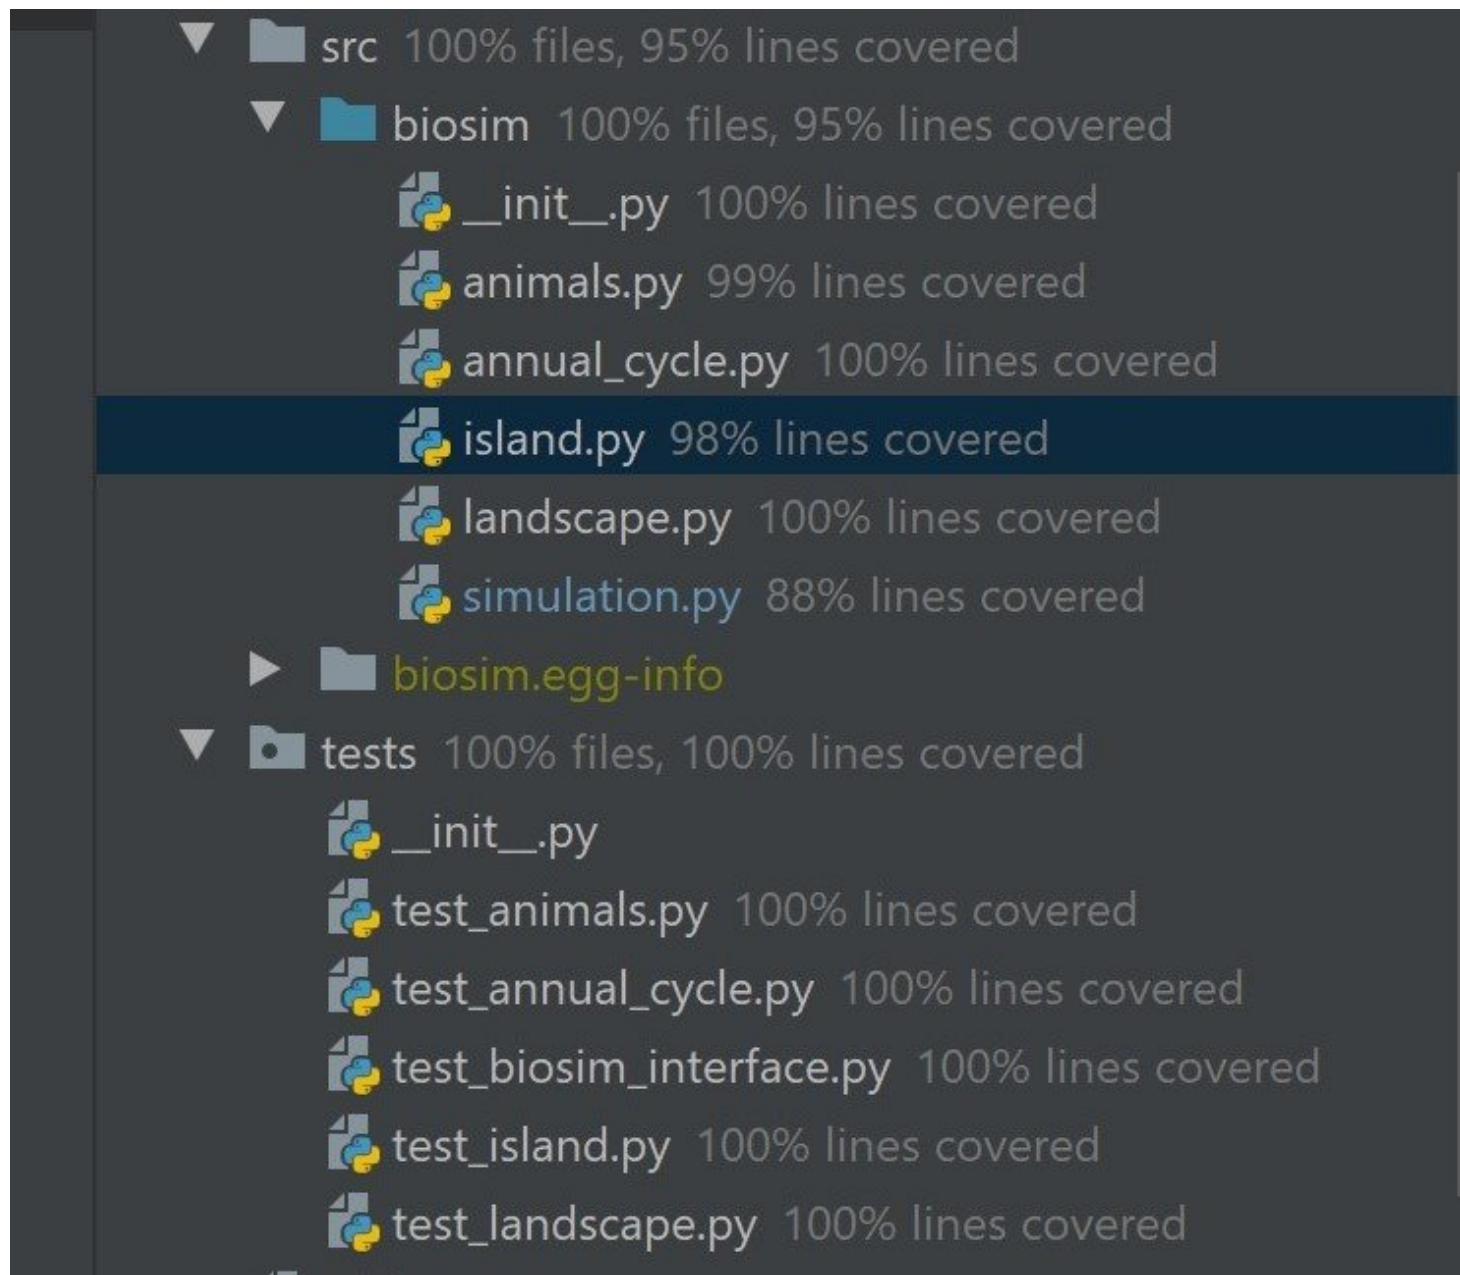 src 100% files, 95% lines covered
biosim 100% files, 95% lines covered
__init__.py 100% lines covered
animals.py 99% lines covered
annual_cycle.py 100% lines covered
island.py 98% lines covered
landscape.py 100% lines covered
simulation.py 88% lines covered
biosim.egg-info
tests 100% files, 100% lines covered
__init__.py
test_animals.py 100% lines covered
test_annual_cycle.py 100% lines covered
test_biosim_interface.py 100% lines covered
test_island.py 100% lines covered
test_landscape.py 100% lines covered